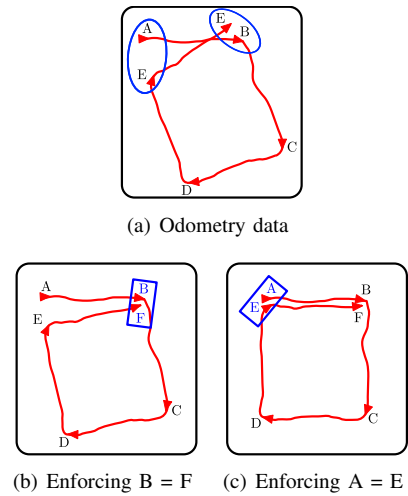 E
A
B
E
C
D
(a) Odometry data
A
B
F
E
C
D
A
B
E
F
C
D
(b) Enforcing B = F
(c) Enforcing A = E